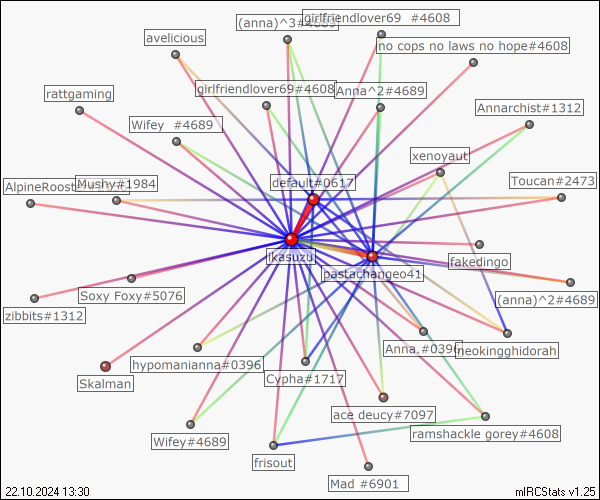 (anna)^3#4689
girlfriendlover69 #4608
avelicious
no cops no laws no hope#4608
rattgaming
girlfriendlover69#4608
Anna^2#4689
Annarchist#1312
Wifey #4689
xenoyaut
AlpineRoost
Mushy#1984
default#0617
Toucan#2473
ikasuzu
pastachangeo41
fakedingo
Soxy Foxy#5076
(anna)^2#4689
zibbits#1312
hypomanianna#0396
Anna.#0396
neokingghidorah
Skalman
Cypha#1717
ace deucy#7097
ramshackle gorey#4608
Wifey#4689
frisout
Mad #6901
22.10.2024 13:30
mIRCStats v1.25